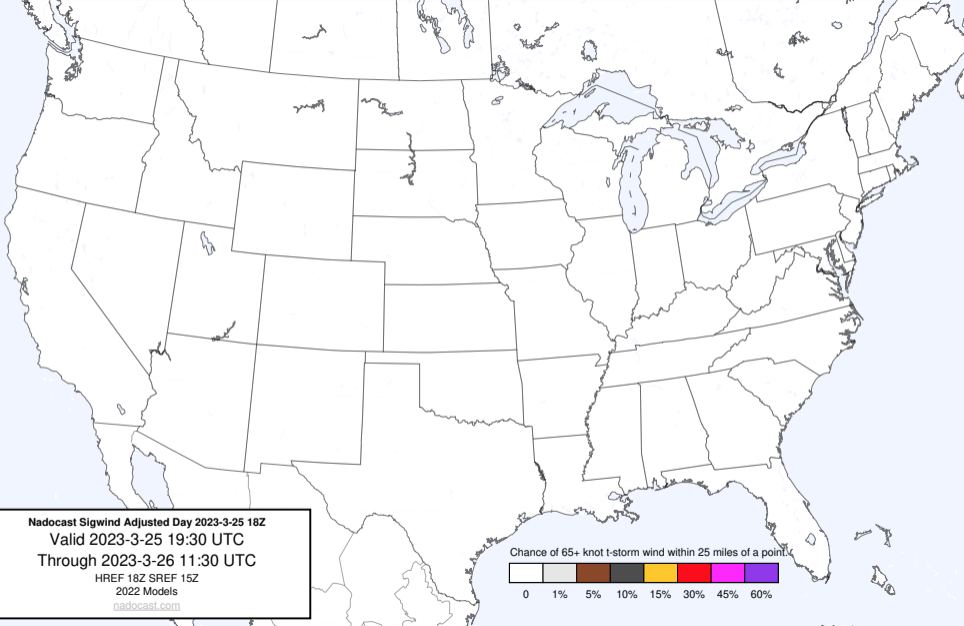 Nadocast Sigwind Adjusted Day 2023-3-25 18Z
Valid 2023-3-25 19:30 UTC
Through 2023-3-26 11:30 UTC
HREF 18Z SREF 15Z
2022 Models
nadocast.com
Chance of 65+ knot t-storm wind within 25 miles of a point.
0 1% 5% 10% 15% 30% 45% 60%